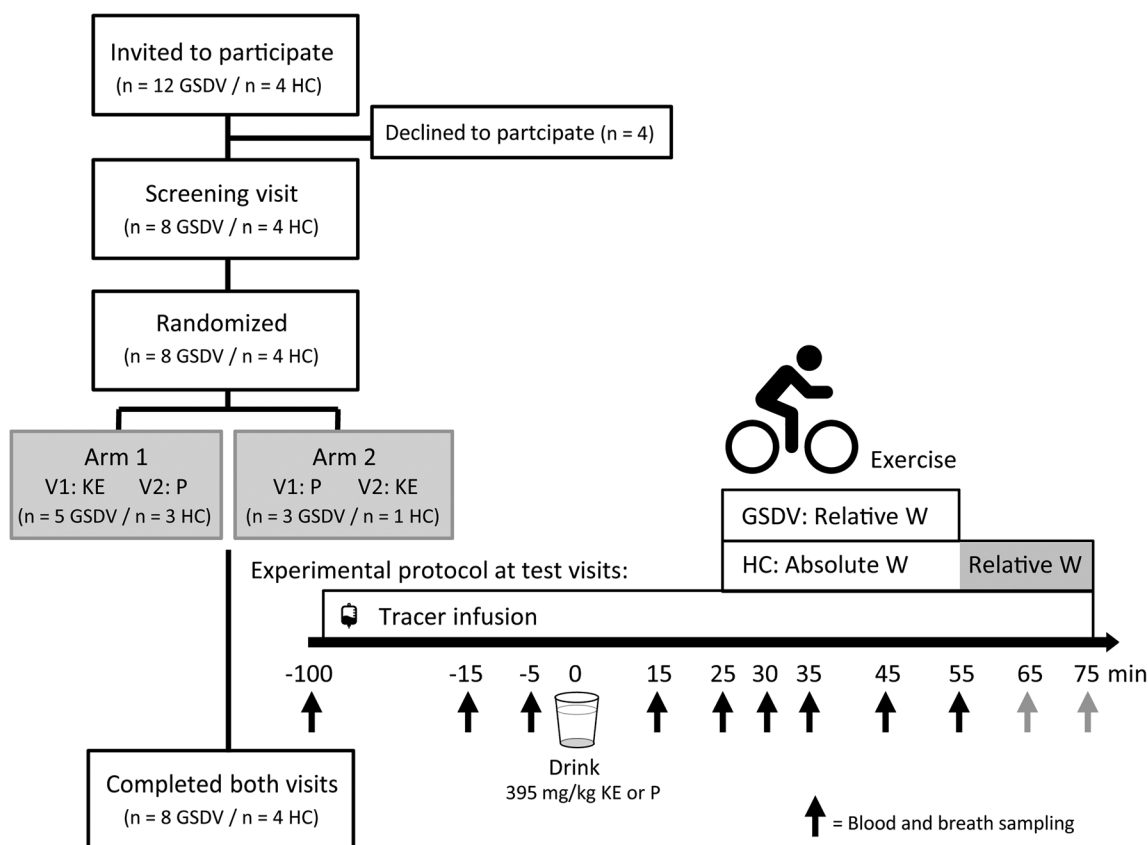 Invited to participate
(n = 12 GSDV / n = 4 HC)
Declined to partcipate (n = 4)
Screening visit
(n = 8 GSDV / n = 4 HC)
Randomized
(n = 8 GSDV / n = 4 HC)
Arm 1
V1: KE V2: P
(n = 5 GSDV / n = 3 HC)
Arm 2
V1: P V2: KE
(n = 3 GSDV / n = 1 HC)
Exercise
GSDV: Relative W
HC: Absolute W Relative W
Experimental protocol at test visits:
Tracer infusion
-100 -15 -5 0 15 25 30 35 45 55 65 75 min
Drink
395 mg/kg KE or P
Completed both visits
(n = 8 GSDV / n = 4 HC)
= Blood and breath sampling